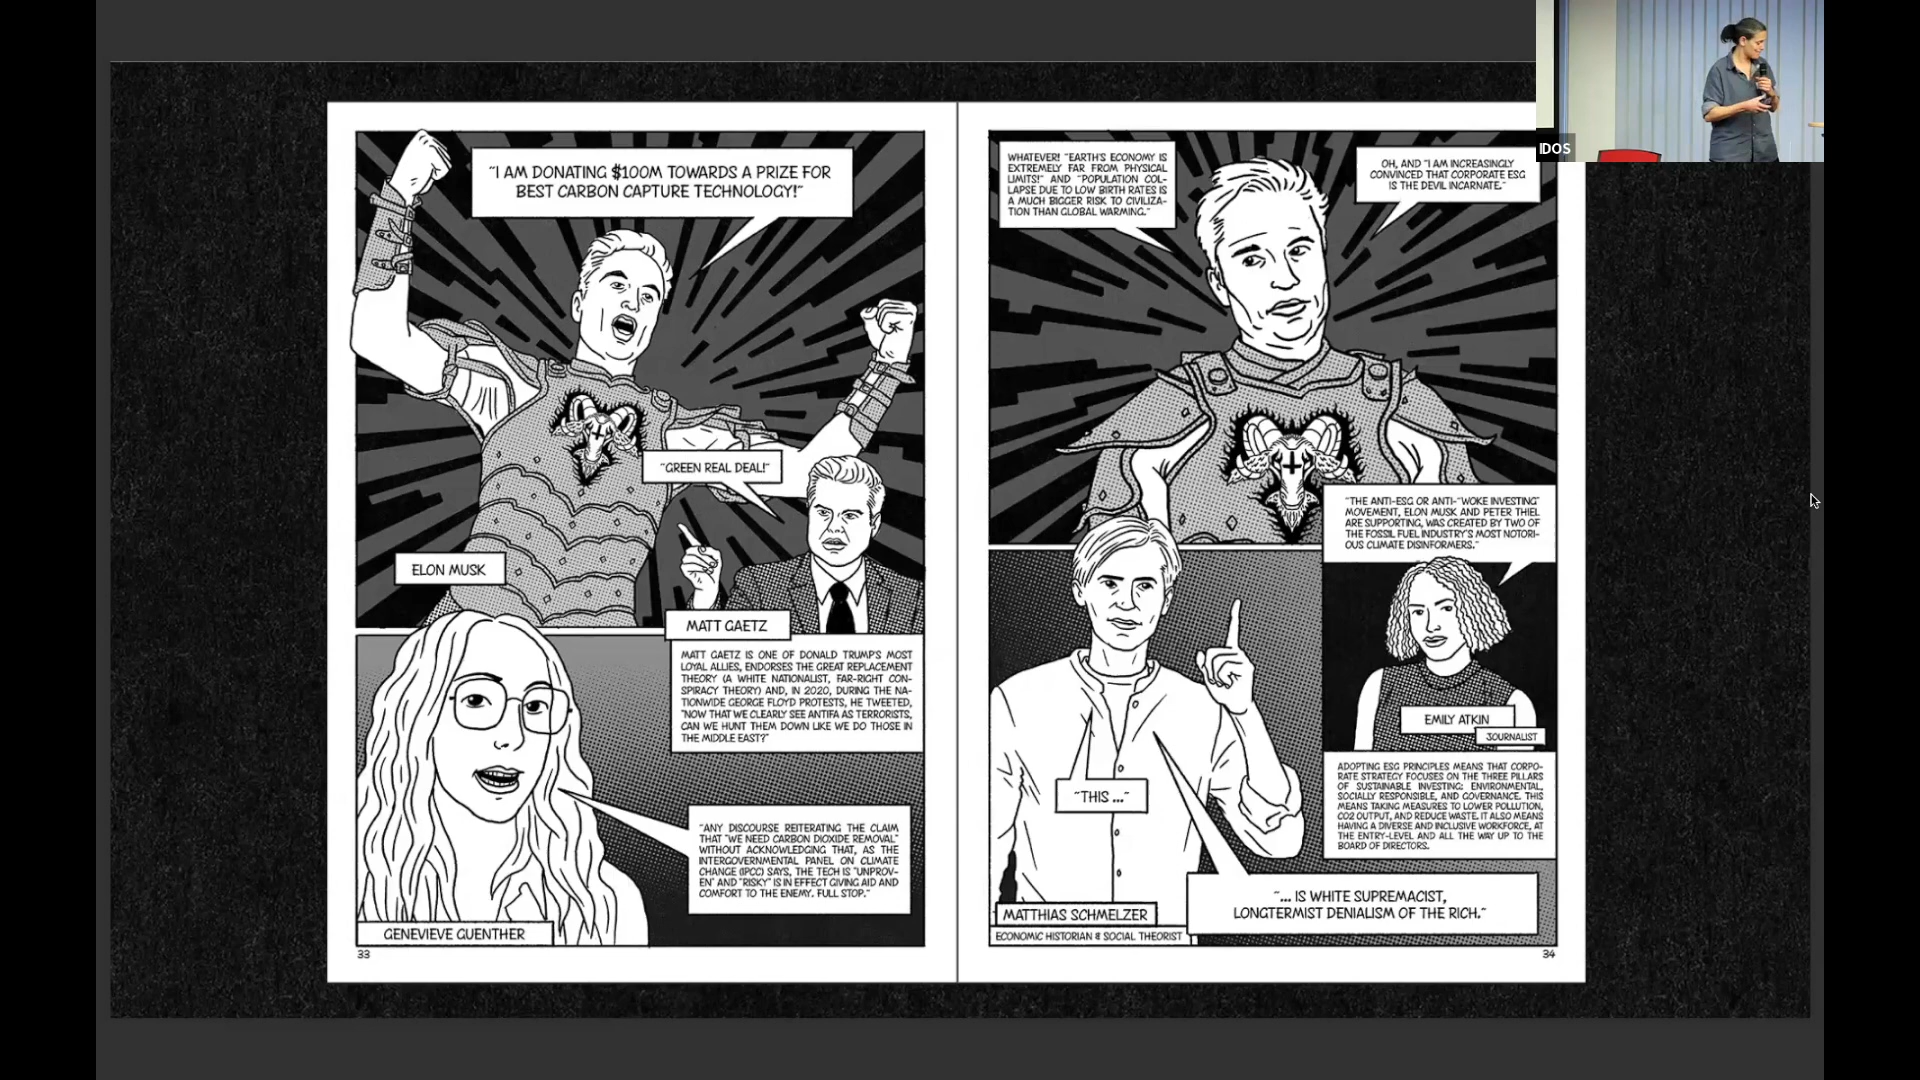 "I AM DONATING $100M TOWARDS A PRIZE FOR
BEST CARBON CAPTURE TECHNOLOGY!"
"GREEN REAL DEAL!"
ELON MUSK
MATT GAETZ
MATT GAETZ IS ONE OF DONALD TRUMP'S MOST
LOYAL ALLIES, ENDORSES THE GREAT REPLACEMENT
THEORY (A WHITE NATIONALIST, FAR-RIGHT CON-
SPIRACY THEORY) AND, IN 2020, DURING THE NA-
TIONWIDE GEORGE FLOYD PROTESTS, HE TWEETED,
"NOW THAT WE CLEARLY SEE ANTIFA AS TERRORISTS,
CAN WE HUNT THEM DOWN LIKE WE DO THOSE IN
THE MIDDLE EAST?"
"ANY DISCOURSE REITERATING THE CLAIM
THAT "WE NEED CARBON DIOXIDE REMOVAL"
WITHOUT ACKNOWLEDGING THAT, AS THE
INTERGOVERNMENTAL PANEL ON CLIMATE
CHANGE (IPCC) SAYS, THE TECH IS "UNPROV-
EN" AND "RISKY" IS IN EFFECT GIVING AID AND
COMFORT TO THE ENEMY. FULL STOP."
GENEVIEVE GUENTHER
33
WHATEVER! "EARTH'S ECONOMY IS
EXTREMELY FAR FROM PHYSICAL
LIMITS!" AND "POPULATION COL-
LAPSE DUE TO LOW BIRTH RATES IS
A MUCH BIGGER RISK TO CIVILIZA-
TION THAN GLOBAL WARMING."
OH, AND "I AM INCREASINGLY
CONVINCED THAT CORPORATE ESG
IS THE DEVIL INCARNATE."
"THE ANTI-ESG OR ANTI-"WOKE INVESTING"
MOVEMENT, ELON MUSK AND PETER THIEL
ARE SUPPORTING, WAS CREATED BY TWO OF
THE FOSSIL FUEL INDUSTRY'S MOST NOTORI-
OUS CLIMATE DISINFORMERS."
EMILY ATKIN
JOURNALIST
ADOPTING ESG PRINCIPLES MEANS THAT CORPO-
RATE STRATEGY FOCUSES ON THE THREE PILLARS
OF SUSTAINABLE INVESTING: ENVIRONMENTAL,
SOCIALLY RESPONSIBLE, AND GOVERNANCE. THIS
MEANS TAKING MEASURES TO LOWER POLLUTION,
CO2 OUTPUT, AND REDUCE WASTE. IT ALSO MEANS
HAVING A DIVERSE AND INCLUSIVE WORKFORCE, AT
THE ENTRY-LEVEL AND ALL THE WAY UP TO THE
BOARD OF DIRECTORS.
"THIS ..."
"... IS WHITE SUPREMACIST,
LONGTERMIST DENIALISM OF THE RICH."
MATTHIAS SCHMELZER
ECONOMIC HISTORIAN & SOCIAL THEORIST
34
IDOS